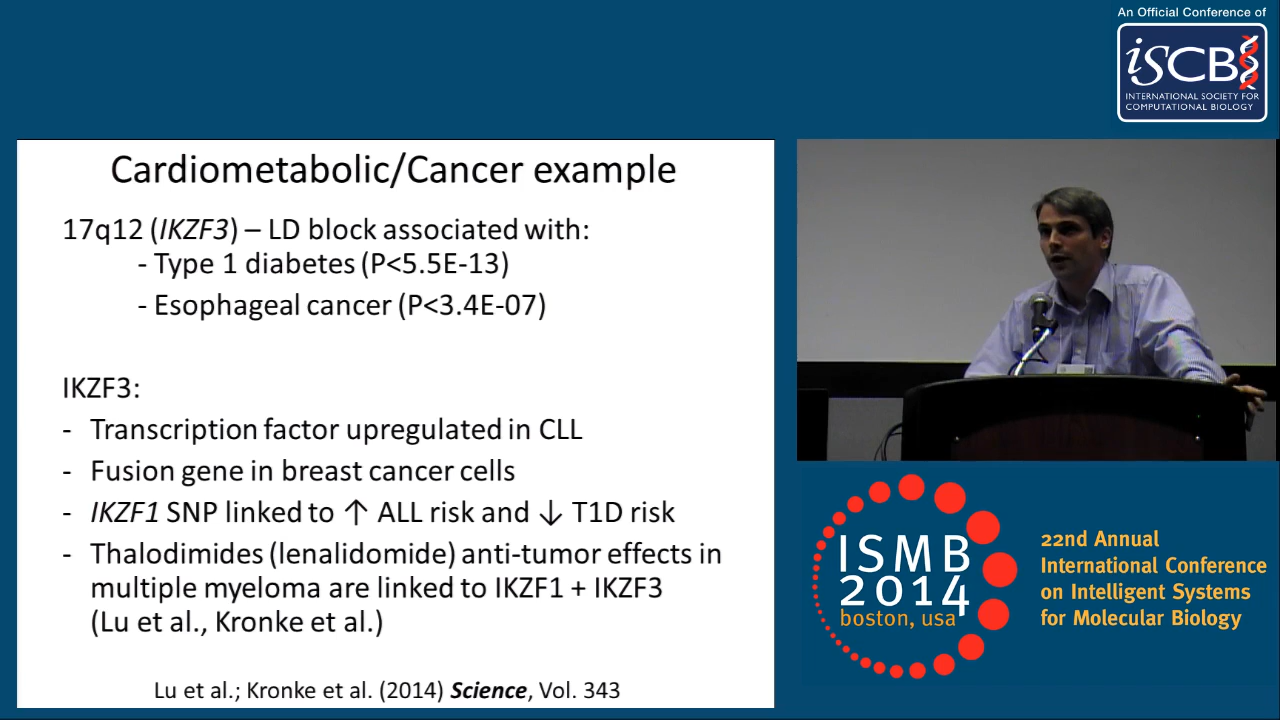 An Official Conference of
iSCB
INTERNATIONAL SOCIETY FOR
COMPUTATIONAL BIOLOGY
Cardiometabolic/Cancer example
17q12 (IKZF3) – LD block associated with:
- Type 1 diabetes (P<5.5E-13)
- Esophageal cancer (P<3.4E-07)
IKZF3:
- Transcription factor upregulated in CLL
- Fusion gene in breast cancer cells
- IKZF1 SNP linked to ↑ ALL risk and ↓ T1D risk
- Thalodimides (lenalidomide) anti-tumor effects in
multiple myeloma are linked to IKZF1 + IKZF3
(Lu et al., Kronke et al.)
Lu et al.; Kronke et al. (2014) Science, Vol. 343
ISMB
2014
boston, usa
22nd Annual
International Conference
on Intelligent Systems
for Molecular Biology